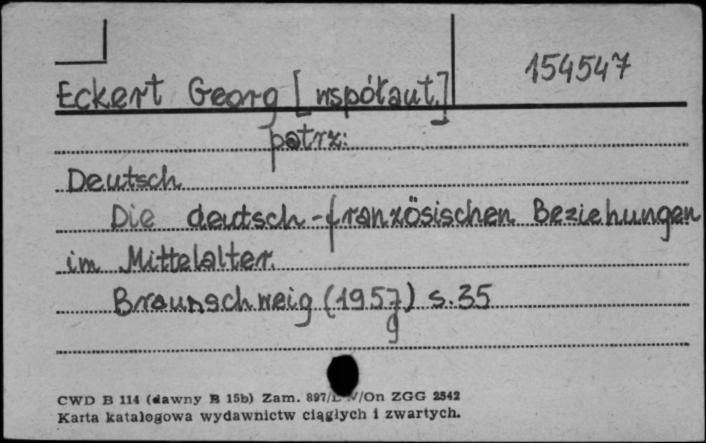 154547
Eckert Georg [współaut.]
patrz:
Deutsch
Die deutsch-französischen Beziehungen
im Mittelalter.
Braunschweig (1957) s.35
g
CWD B 114 (dawny B 15b) Zam. 897/ /On ZGG 2542
Karta katalogowa wydawnictw ciągłych i zwartych.